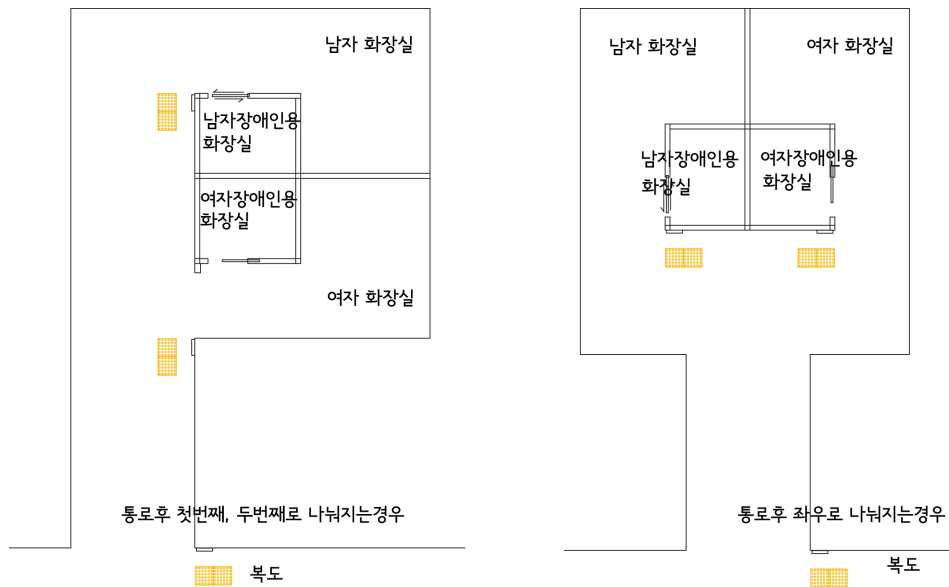 남자 화장실
남자장애인용
화장실
여자장애인용
화장실
여자 화장실
통로후 첫번째, 두번째로 나눠지는경우
복도
남자 화장실
여자 화장실
남자장애인용
화장실
여자장애인용
화장실
통로후 좌우로 나눠지는경우
복도